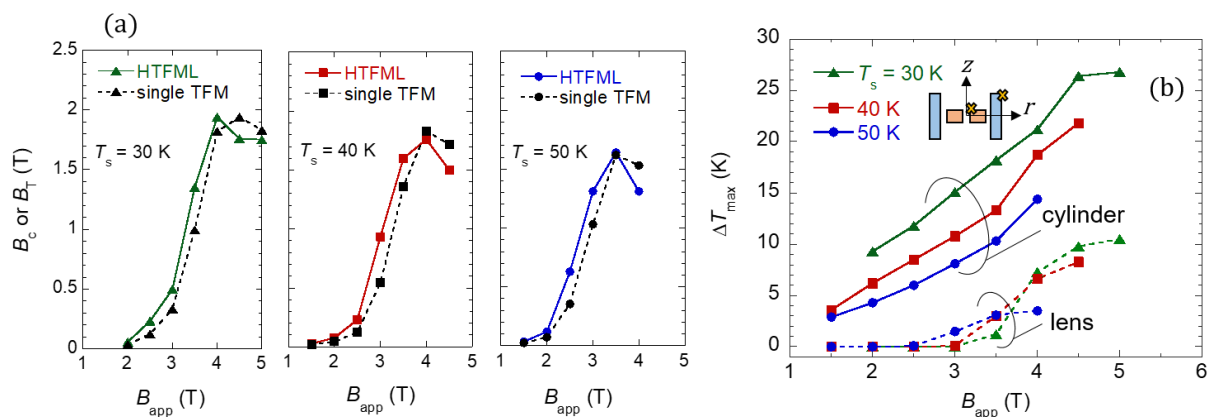 (a)
B_c or B_T (T)
2.5
2
1.5
1
0.5
0
HTFML
single TFM
T_s = 30 K
1 2 3 4 5
B_app (T)
HTFML
single TFM
T_s = 40 K
1 2 3 4 5
B_app (T)
HTFML
single TFM
T_s = 50 K
1 2 3 4 5
B_app (T)
(b)
ΔT_max (K)
30
25
20
15
10
5
0
T_s = 30 K
40 K
50 K
z
r
cylinder
lens
1 2 3 4 5 6
B_app (T)